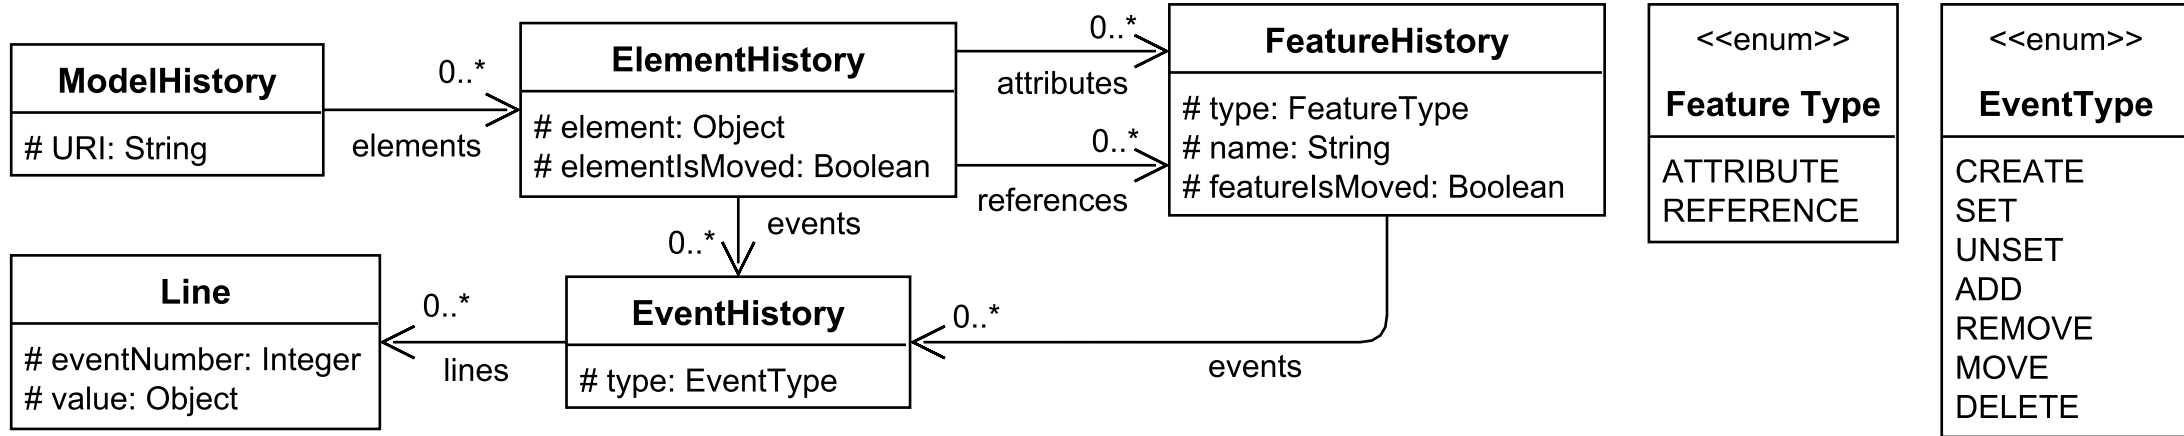 ModelHistory
# URI: String
0..*
elements
ElementHistory
# element: Object
# elementIsMoved: Boolean
0..*
attributes
0..*
references
FeatureHistory
# type: FeatureType
# name: String
# featureIsMoved: Boolean
<<enum>>
Feature Type
ATTRIBUTE
REFERENCE
<<enum>>
EventType
CREATE
SET
UNSET
ADD
REMOVE
MOVE
DELETE
0..*
events
Line
# eventNumber: Integer
# value: Object
0..*
lines
EventHistory
# type: EventType
0..*
events